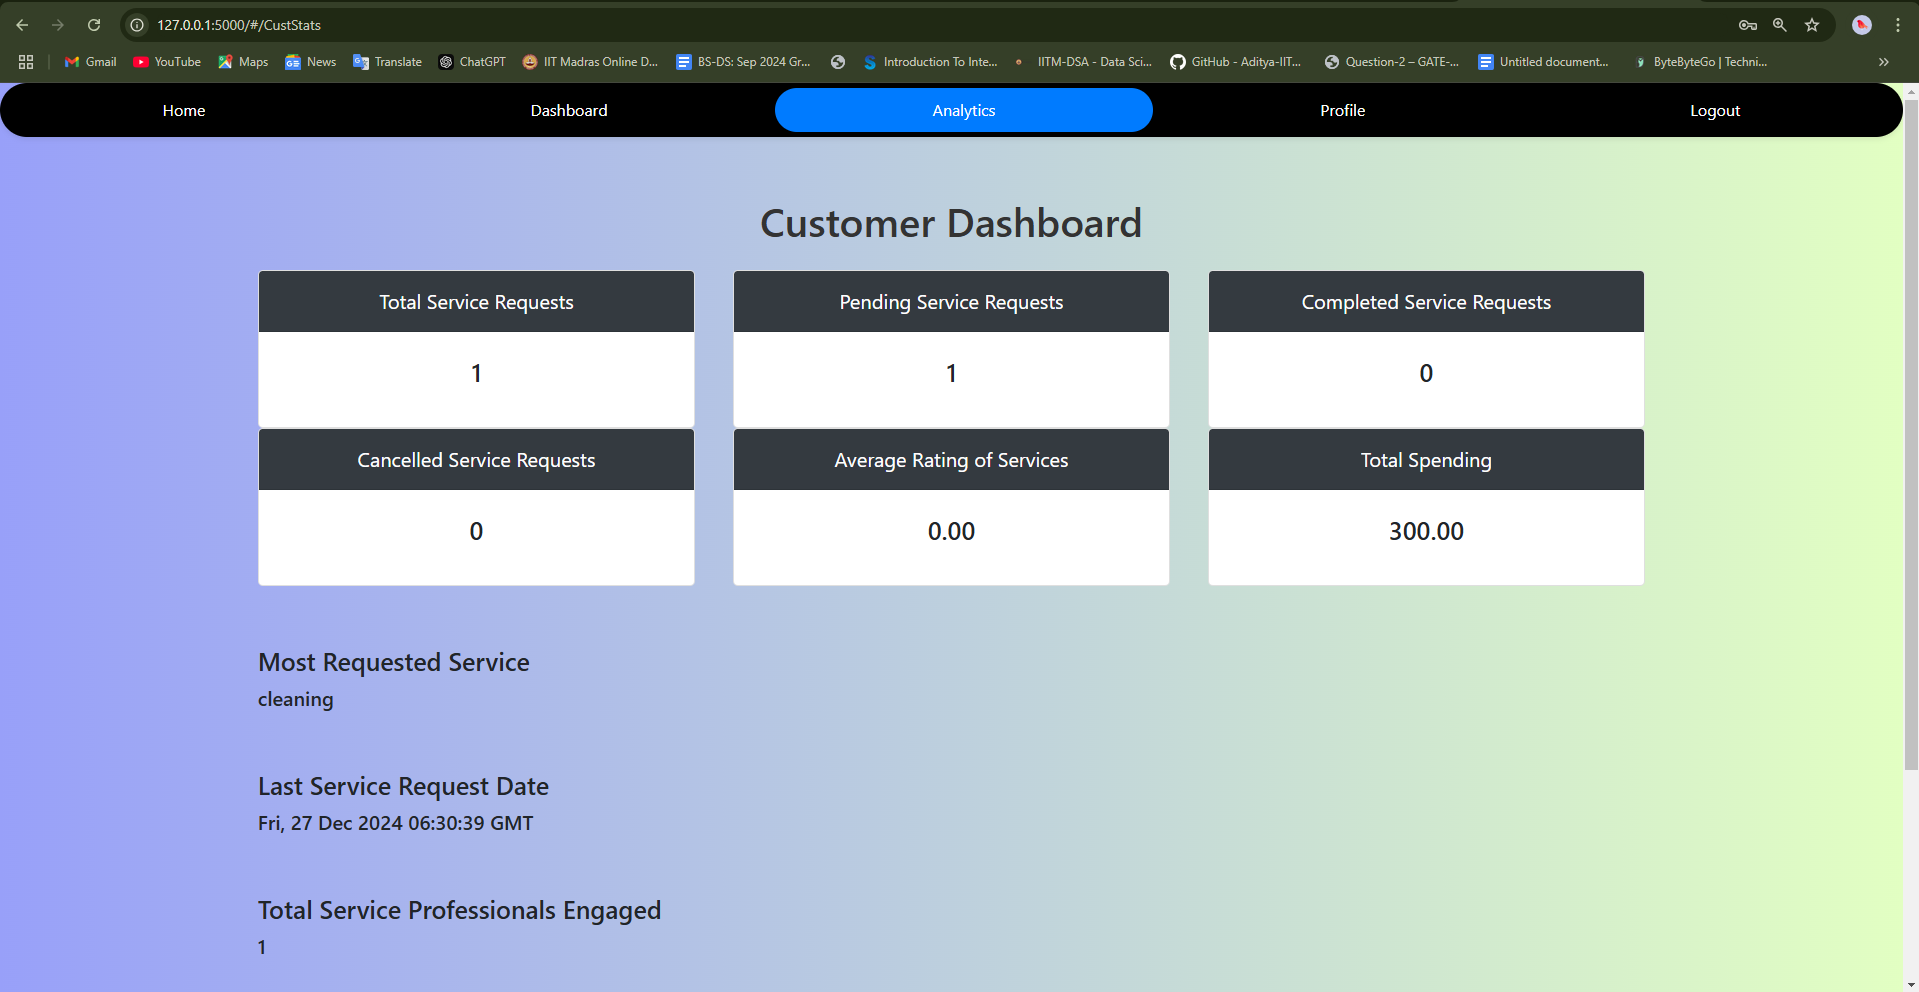 127.0.0.1:5000/#/CustStats
Gmail YouTube Maps News Translate ChatGPT IIT Madras Online D... BS-DS: Sep 2024 Gr... Introduction To Inte... IITM-DSA - Data Sci... GitHub - Aditya-IIT... Question-2 – GATE-... Untitled document... ByteByteGo | Techni...
Home Dashboard Analytics Profile Logout
Customer Dashboard
Total Service Requests Pending Service Requests Completed Service Requests
1 1 0
Cancelled Service Requests Average Rating of Services Total Spending
0 0.00 300.00
Most Requested Service
cleaning
Last Service Request Date
Fri, 27 Dec 2024 06:30:39 GMT
Total Service Professionals Engaged
1